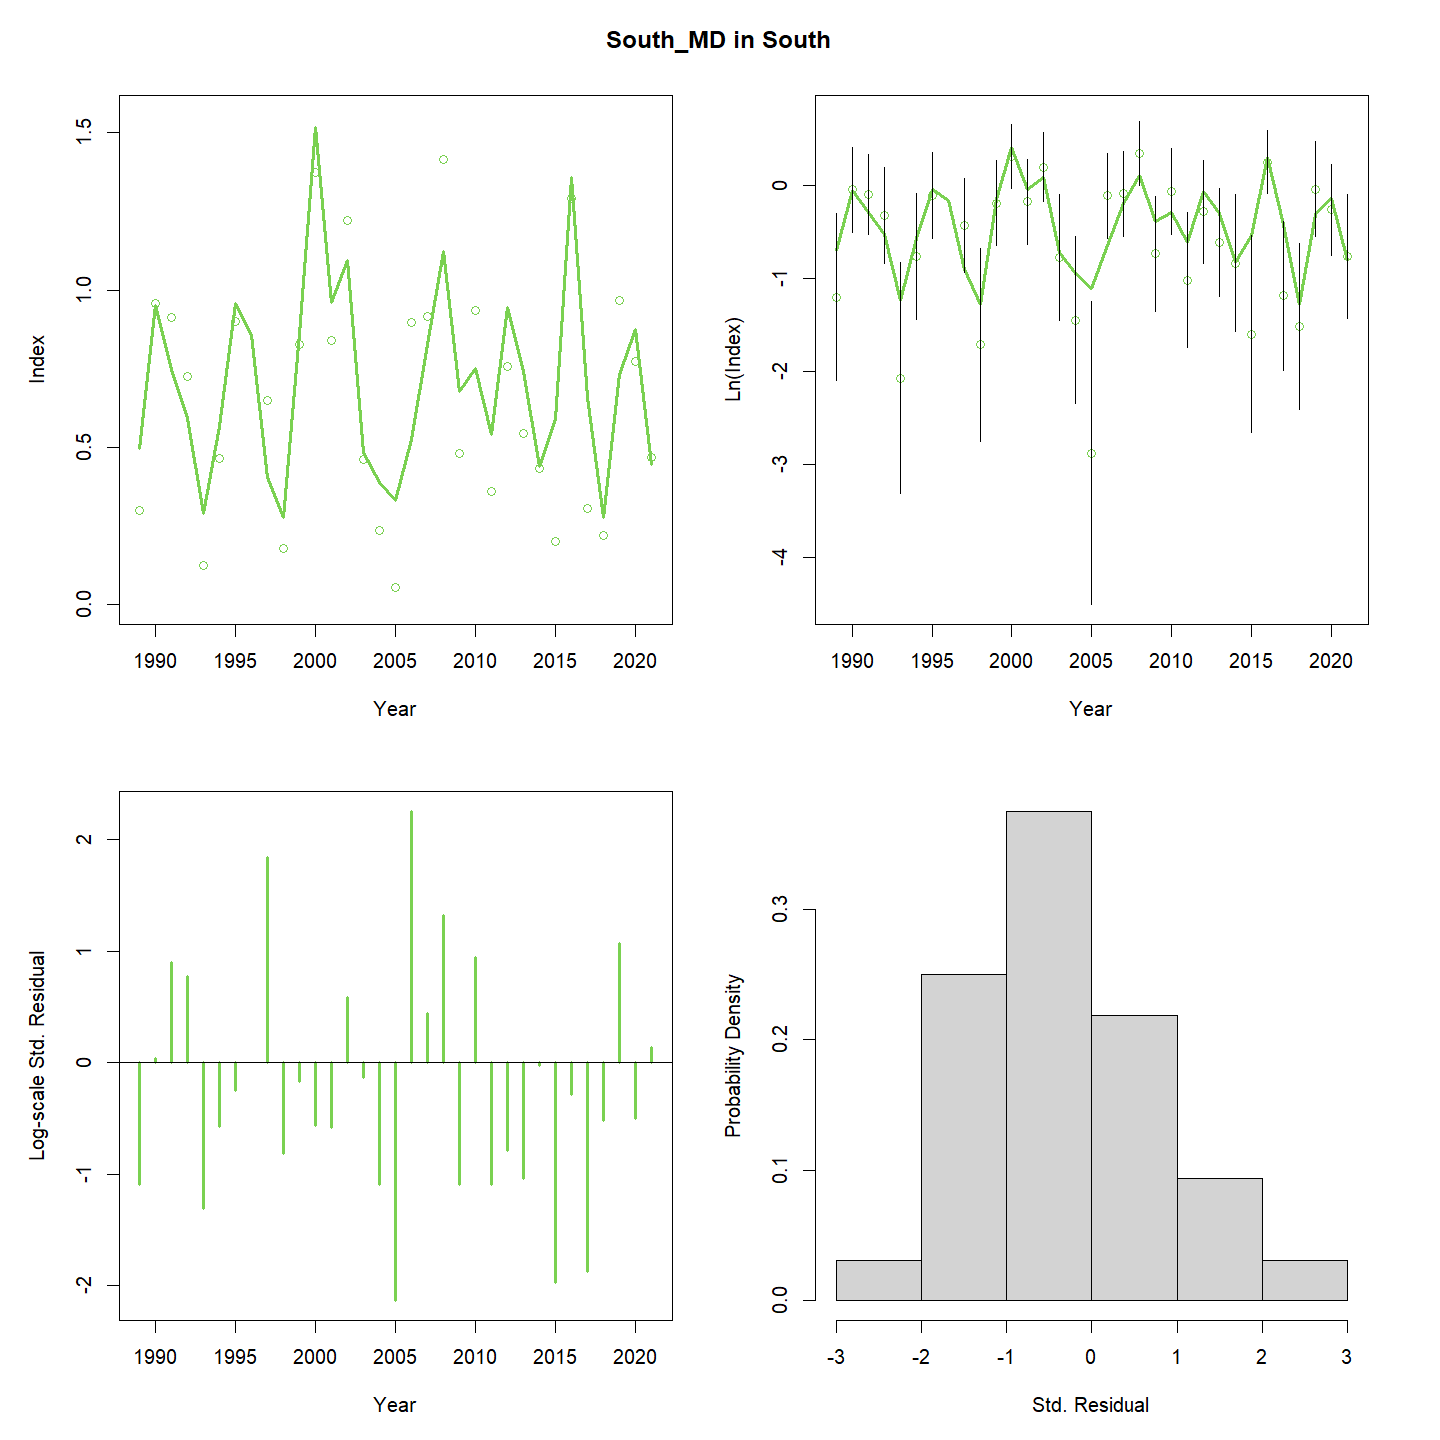 South_MD in South
Index
1.5
1.0
0.5
0.0
1990 1995 2000 2005 2010 2015 2020
Year
Ln(Index)
0
-1
-2
-3
-4
1990 1995 2000 2005 2010 2015 2020
Year
Log-scale Std. Residual
2
1
0
-1
-2
1990 1995 2000 2005 2010 2015 2020
Year
Probability Density
0.3
0.2
0.1
0.0
-3 -2 -1 0 1 2 3
Std. Residual